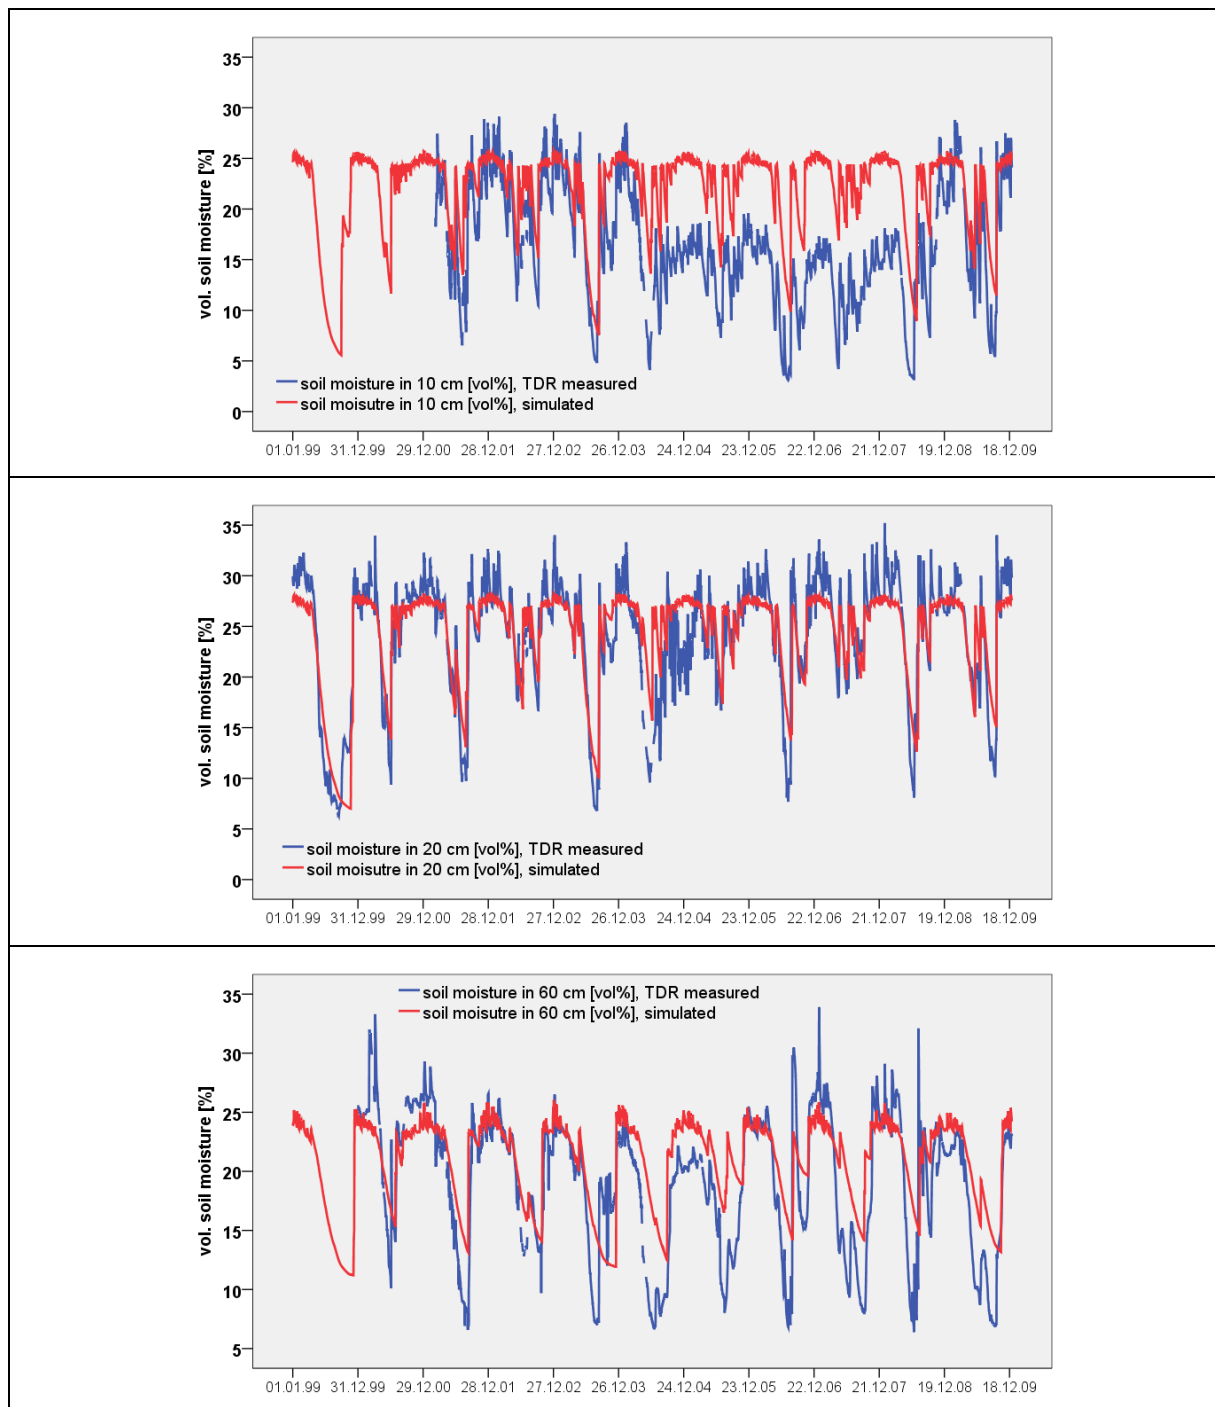 35
30
25
20
15
10
5
0
vol. soil moisture [%]
soil moisture in 10 cm [vol%], TDR measured
soil moisutre in 10 cm [vol%], simulated
01.01.99 31.12.99 29.12.00 28.12.01 27.12.02 26.12.03 24.12.04 23.12.05 22.12.06 21.12.07 19.12.08 18.12.09
35
30
25
20
15
10
5
0
vol. soil moisture [%]
soil moisture in 20 cm [vol%], TDR measured
soil moisutre in 20 cm [vol%], simulated
01.01.99 31.12.99 29.12.00 28.12.01 27.12.02 26.12.03 24.12.04 23.12.05 22.12.06 21.12.07 19.12.08 18.12.09
soil moisture in 60 cm [vol%], TDR measured
soil moisutre in 60 cm [vol%], simulated
35
30
25
20
15
10
5
vol. soil moisture [%]
01.01.99 31.12.99 29.12.00 28.12.01 27.12.02 26.12.03 24.12.04 23.12.05 22.12.06 21.12.07 19.12.08 18.12.09